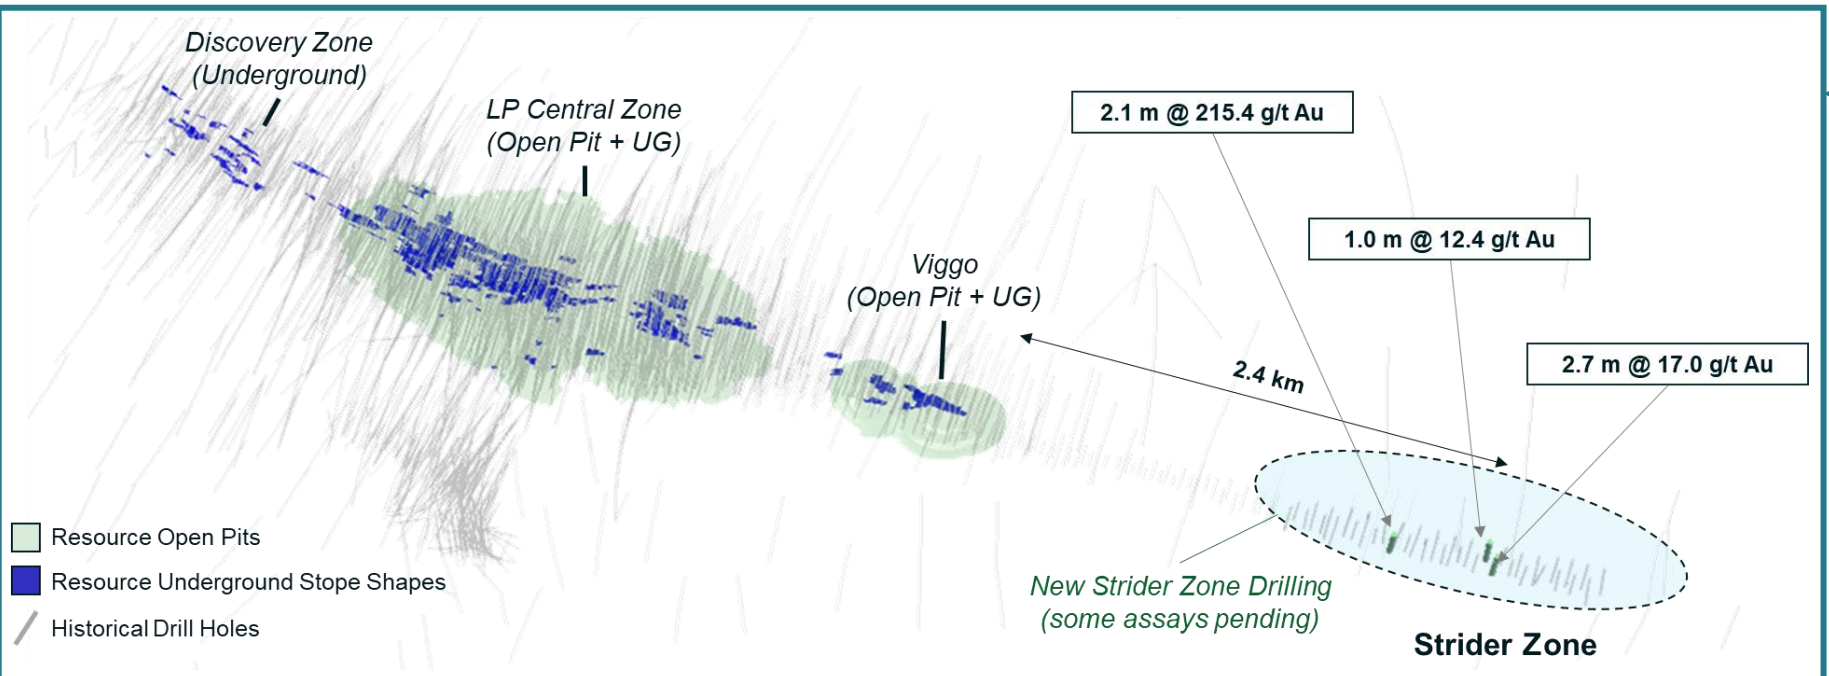 Discovery Zone
(Underground)
LP Central Zone
(Open Pit + UG)
2.1 m @ 215.4 g/t Au
1.0 m @ 12.4 g/t Au
Viggo
(Open Pit + UG)
2.4 km
2.7 m @ 17.0 g/t Au
Resource Open Pits
Resource Underground Stope Shapes
Historical Drill Holes
New Strider Zone Drilling
(some assays pending)
Strider Zone